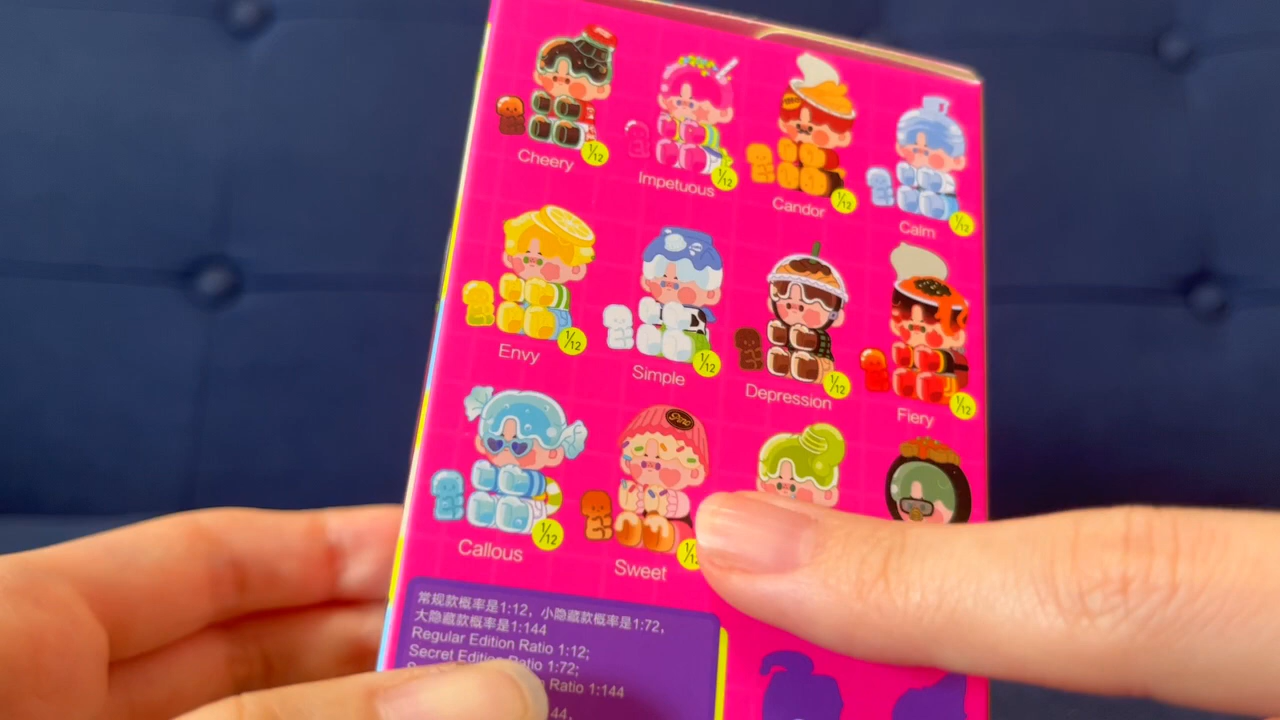 Cheery
1/12
Impetuous
1/12
Candor
1/12
Calm
1/12
Envy
1/12
Simple
1/12
Depression
1/12
Fiery
1/12
Callous
1/12
Sweet
常规款概率是1:12，小隐藏款概率是1:72，
大隐藏款概率是1:144
Regular Edition Ratio 1:12;
Secret Edition Ratio 1:72;
Ratio 1:144